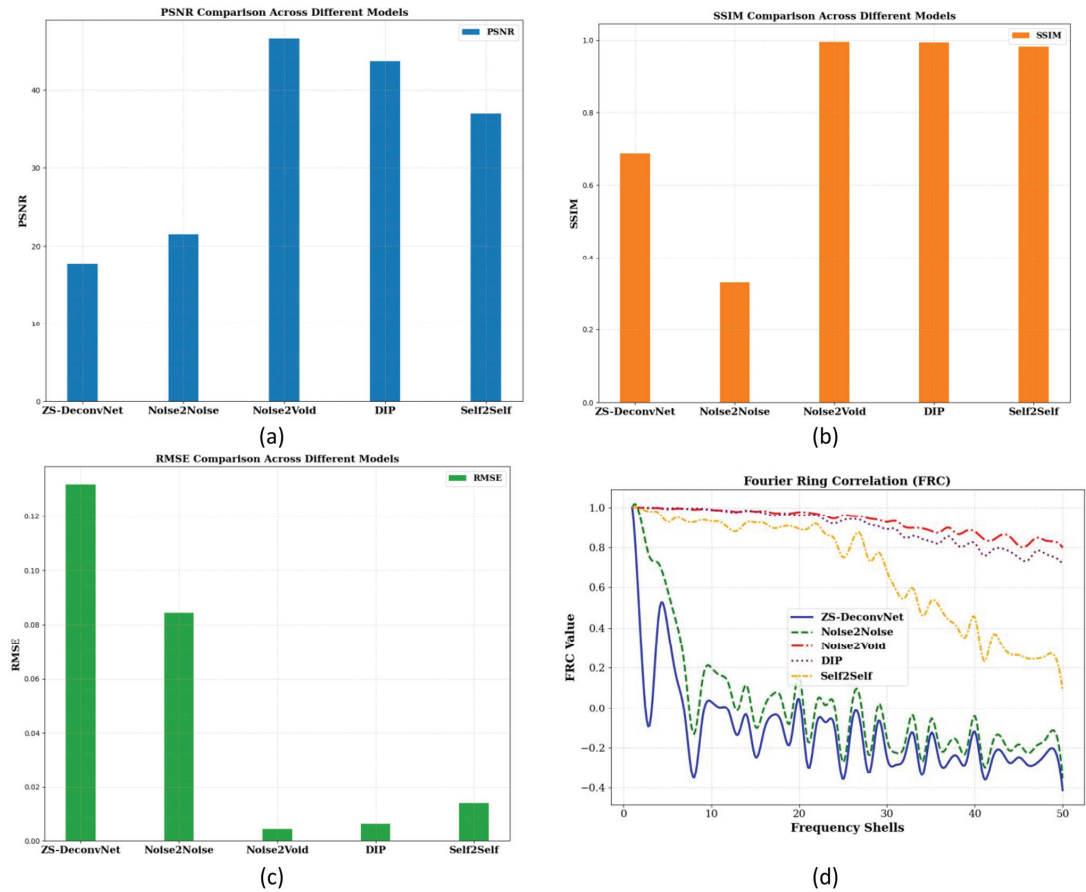 PSNR Comparison Across Different Models
PSNR
40
30
20
10
0
PSNR
ZS-DeconvNet Noise2Noise Noise2Void DIP Self2Self
(a)
SSIM Comparison Across Different Models
SSIM
1.0
0.8
0.6
0.4
0.2
0.0
SSIM
ZS-DeconvNet Noise2Noise Noise2Void DIP Self2Self
(b)
RMSE Comparison Across Different Models
RMSE
0.12
0.10
0.08
0.06
0.04
0.02
0.00
RMSE
ZS-DeconvNet Noise2Noise Noise2Void DIP Self2Self
(c)
Fourier Ring Correlation (FRC)
1.0
0.8
0.6
0.4
0.2
0.0
−0.2
−0.4
FRC Value
ZS-DeconvNet
Noise2Noise
Noise2Void
DIP
Self2Self
0 10 20 30 40 50
Frequency Shells
(d)